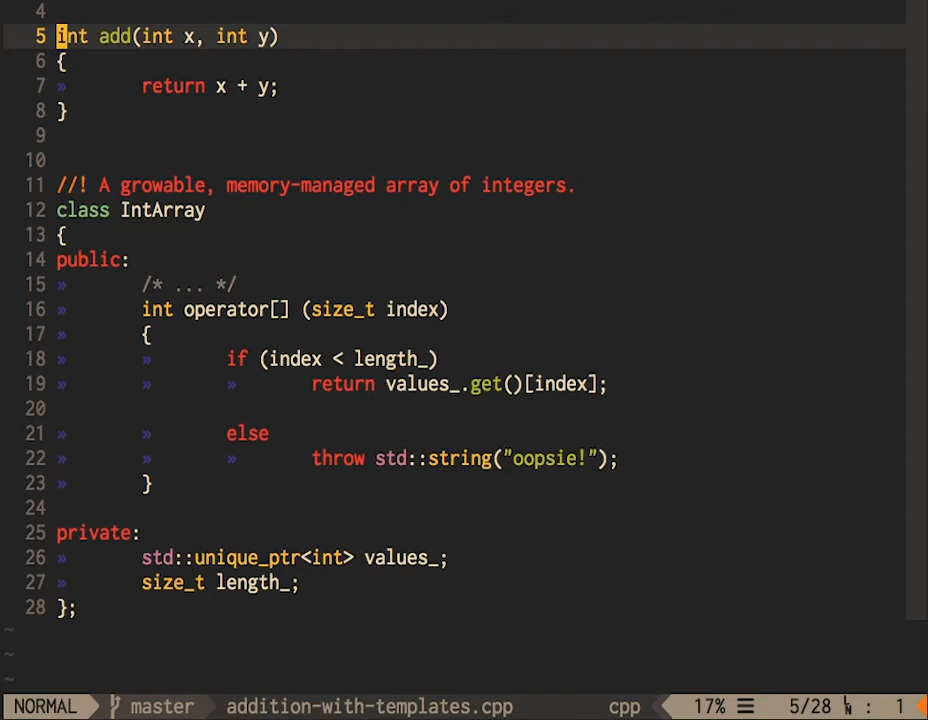 4
5 int add(int x, int y)
6 {
7 » return x + y;
8 }
9
10
11 //! A growable, memory-managed array of integers.
12 class IntArray
13 {
14 public:
15 » /* ... */
16 » int operator[] (size_t index)
17 » {
18 » » if (index < length_)
19 » » » return values_.get()[index];
20
21 » » else
22 » » » throw std::string("oopsie!");
23 » }
24
25 private:
26 » std::unique_ptr<int> values_;
27 » size_t length_;
28 };
~
~
~
NORMAL master addition-with-templates.cpp cpp 17% ☰ 5/28 ㏑ : 1